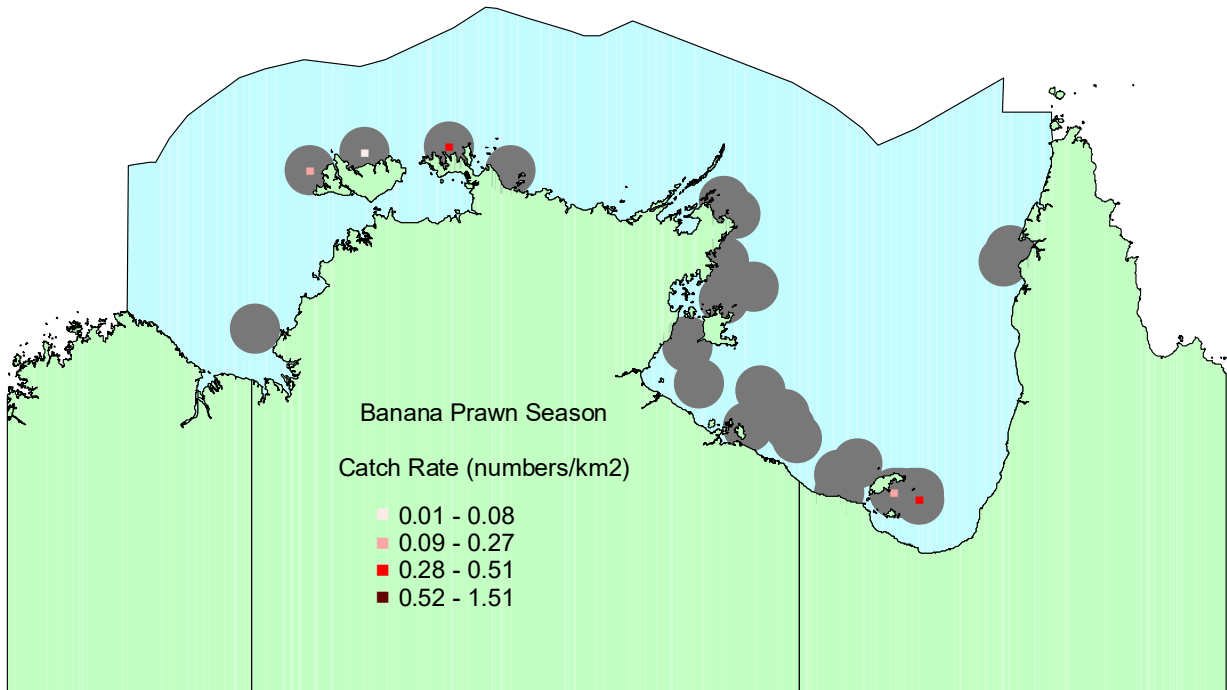 Banana Prawn Season
Catch Rate (numbers/km2)
0.01 - 0.08
0.09 - 0.27
0.28 - 0.51
0.52 - 1.51